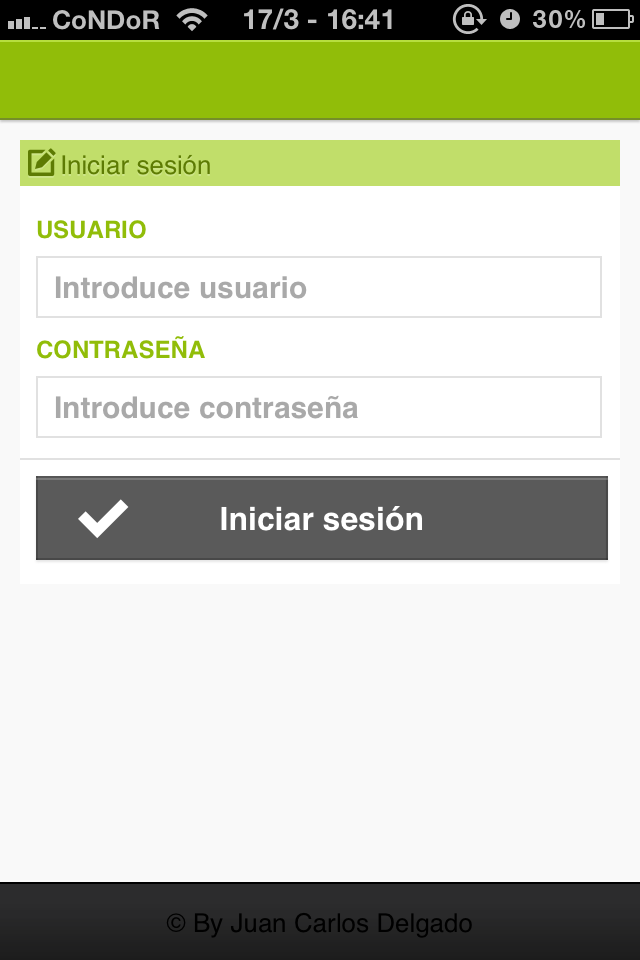 CoNDoR 17/3 - 16:41 30%
Iniciar sesión
USUARIO
Introduce usuario
CONTRASEÑA
Introduce contraseña
Iniciar sesión
© By Juan Carlos Delgado